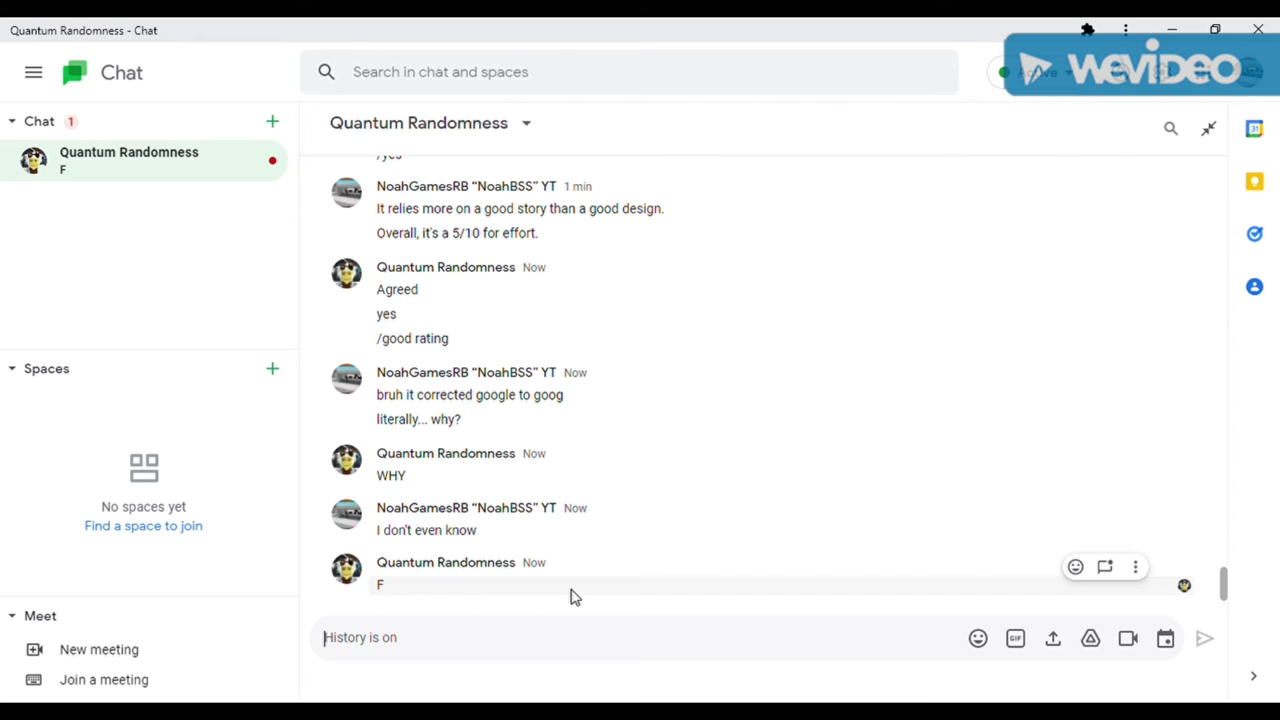 Quantum Randomness - Chat
Chat
Search in chat and spaces
Active
wevideo
Chat 1
Quantum Randomness
F
Spaces
No spaces yet
Find a space to join
Meet
New meeting
Join a meeting
Quantum Randomness
/yes
NoahGamesRB “NoahBSS” YT 1 min
It relies more on a good story than a good design.
Overall, it's a 5/10 for effort.
Quantum Randomness Now
Agreed
yes
/good rating
NoahGamesRB “NoahBSS” YT Now
bruh it corrected google to goog
literally... why?
Quantum Randomness Now
WHY
NoahGamesRB “NoahBSS” YT Now
I don't even know
Quantum Randomness Now
F
History is on
GIF
31